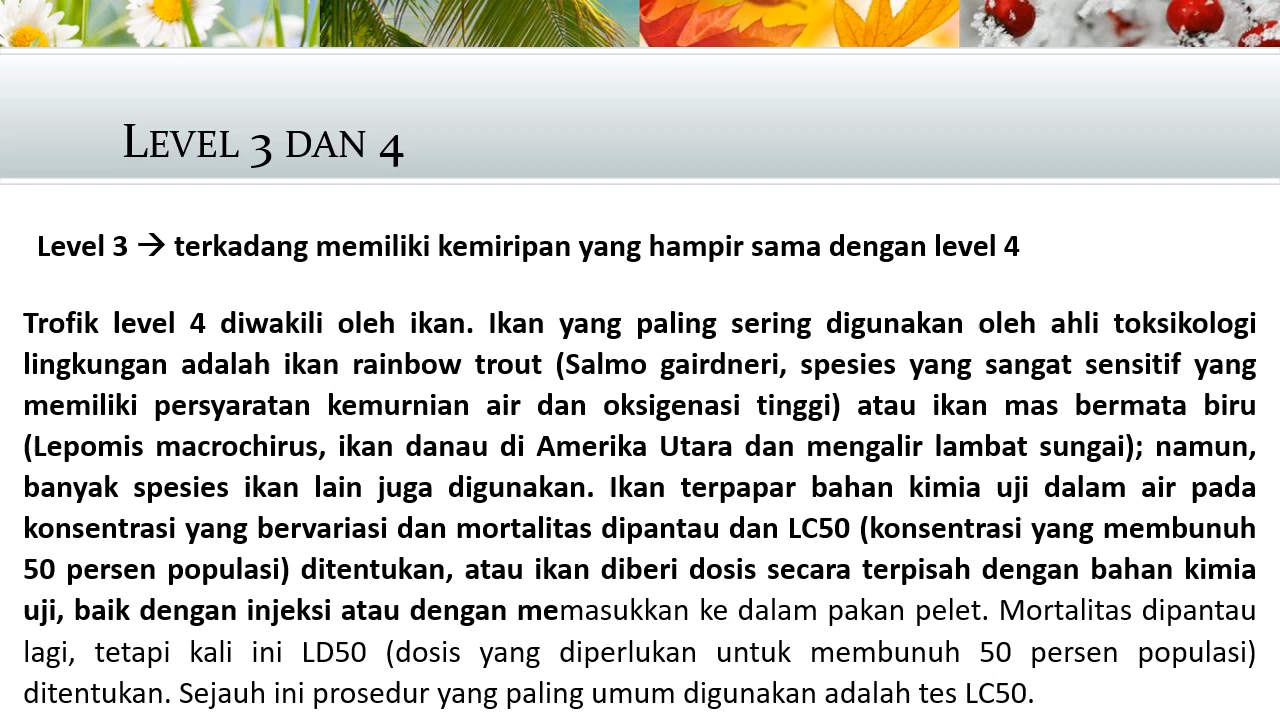 LEVEL 3 DAN 4
Level 3 → terkadang memiliki kemiripan yang hampir sama dengan level 4
Trofik level 4 diwakili oleh ikan. Ikan yang paling sering digunakan oleh ahli toksikologi
lingkungan adalah ikan rainbow trout (Salmo gairdneri, spesies yang sangat sensitif yang
memiliki persyaratan kemurnian air dan oksigenasi tinggi) atau ikan mas bermata biru
(Lepomis macrochirus, ikan danau di Amerika Utara dan mengalir lambat sungai); namun,
banyak spesies ikan lain juga digunakan. Ikan terpapar bahan kimia uji dalam air pada
konsentrasi yang bervariasi dan mortalitas dipantau dan LC50 (konsentrasi yang membunuh
50 persen populasi) ditentukan, atau ikan diberi dosis secara terpisah dengan bahan kimia
uji, baik dengan injeksi atau dengan memasukkan ke dalam pakan pelet. Mortalitas dipantau
lagi, tetapi kali ini LD50 (dosis yang diperlukan untuk membunuh 50 persen populasi)
ditentukan. Sejauh ini prosedur yang paling umum digunakan adalah tes LC50.